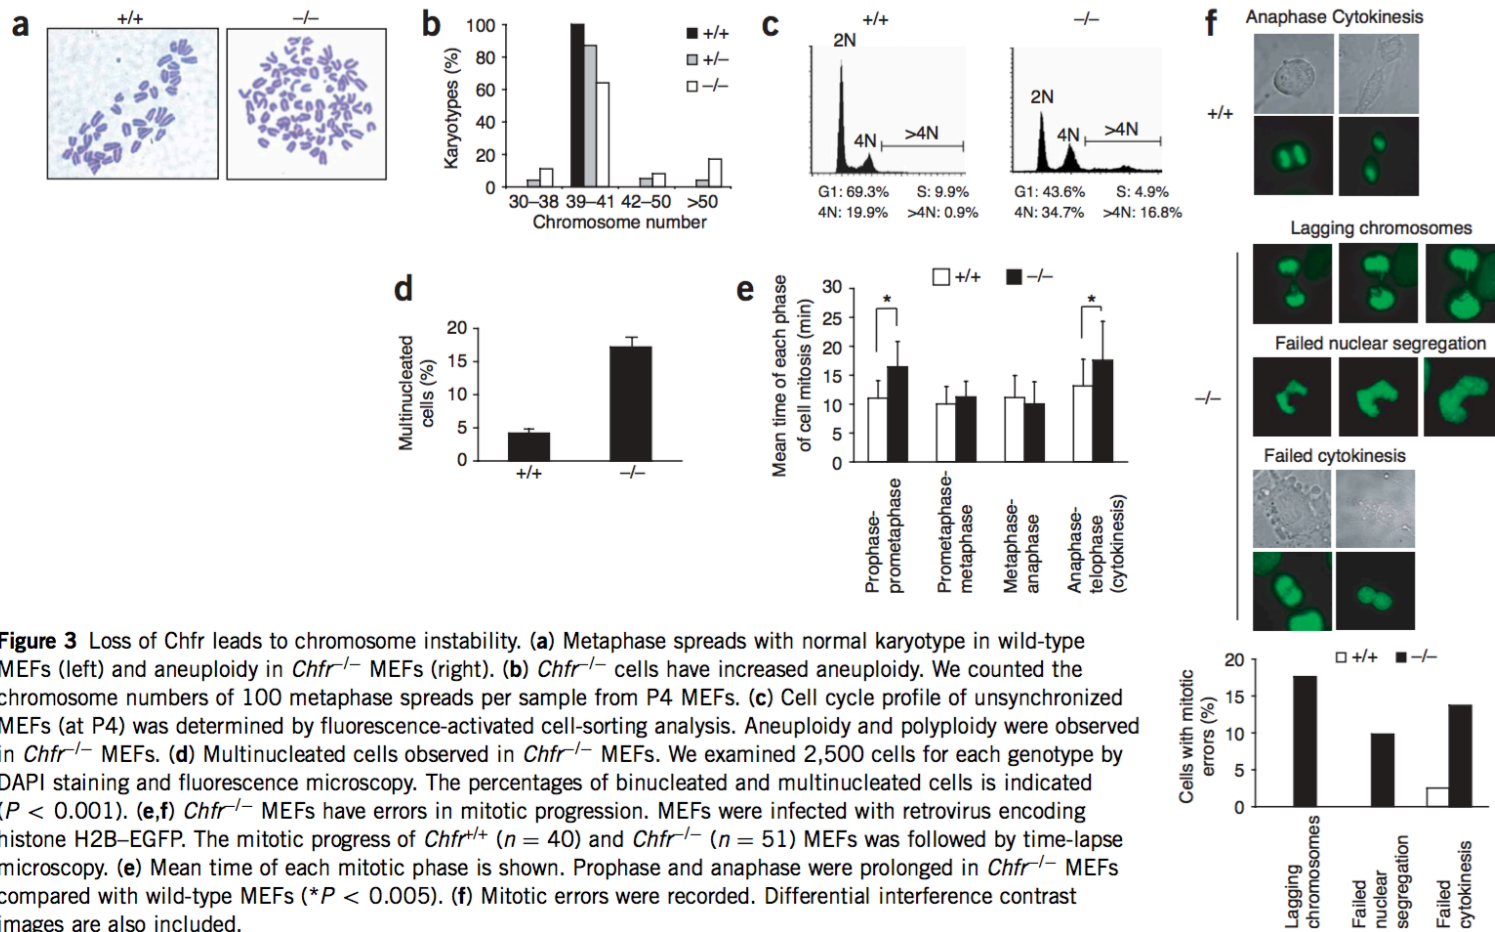 a
+/+
–/–
b
100
80
60
40
20
0
Karyotypes (%)
+/+
+/–
–/–
30–38 39–41 42–50 >50
Chromosome number
c
+/+
–/–
2N
4N
>4N
2N
4N
>4N
G1: 69.3% S: 9.9%
4N: 19.9% >4N: 0.9%
G1: 43.6% S: 4.9%
4N: 34.7% >4N: 16.8%
d
20
15
10
5
0
Multinucleated
cells (%)
+/+
–/–
e
+/+
–/–
30
25
20
15
10
5
0
Mean time of each phase
of cell mitosis (min)
*
*
Prophase-
prometaphase
Prometaphase-
metaphase
Metaphase-
anaphase
Anaphase-
telophase
(cytokinesis)
f
Anaphase Cytokinesis
+/+
Lagging chromosomes
Failed nuclear segregation
–/–
Failed cytokinesis
+/+ –/–
20
15
10
5
0
Cells with mitotic
errors (%)
Lagging
chromosomes
Failed
nuclear
segregation
Failed
cytokinesis
Figure 3 Loss of Chfr leads to chromosome instability. (a) Metaphase spreads with normal karyotype in wild-type
MEFs (left) and aneuploidy in Chfr–/– MEFs (right). (b) Chfr–/– cells have increased aneuploidy. We counted the
chromosome numbers of 100 metaphase spreads per sample from P4 MEFs. (c) Cell cycle profile of unsynchronized
MEFs (at P4) was determined by fluorescence-activated cell-sorting analysis. Aneuploidy and polyploidy were observed
in Chfr–/– MEFs. (d) Multinucleated cells observed in Chfr–/– MEFs. We examined 2,500 cells for each genotype by
DAPI staining and fluorescence microscopy. The percentages of binucleated and multinucleated cells is indicated
(P < 0.001). (e,f) Chfr–/– MEFs have errors in mitotic progression. MEFs were infected with retrovirus encoding
histone H2B–EGFP. The mitotic progress of Chfr+/+ (n = 40) and Chfr–/– (n = 51) MEFs was followed by time-lapse
microscopy. (e) Mean time of each mitotic phase is shown. Prophase and anaphase were prolonged in Chfr–/– MEFs
compared with wild-type MEFs (*P < 0.005). (f) Mitotic errors were recorded. Differential interference contrast
images are also included.